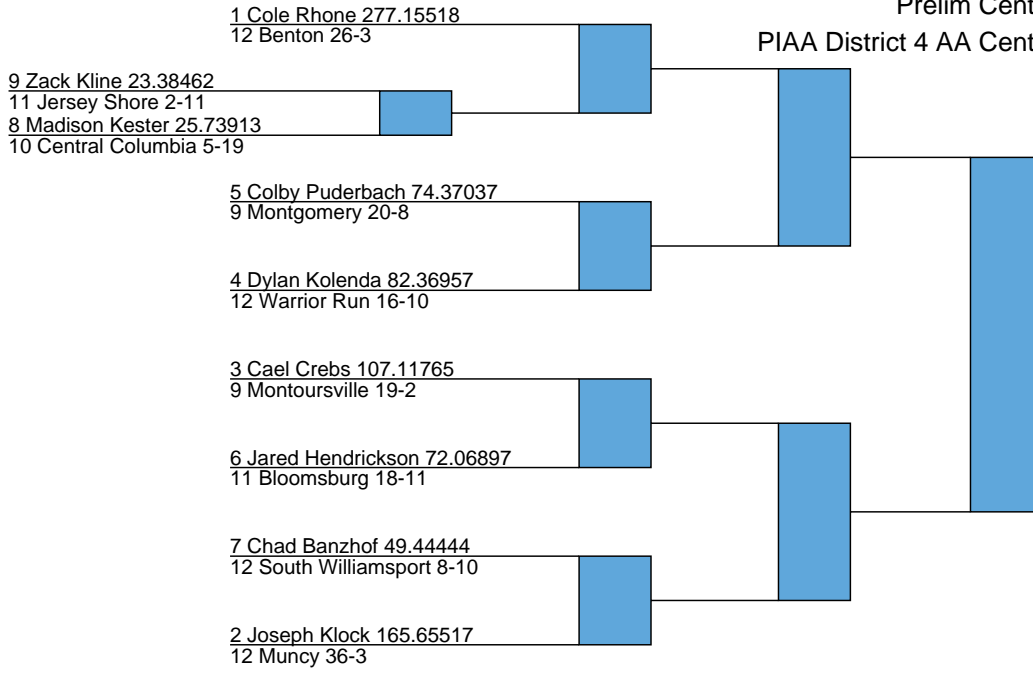 Prelim Cent
PIAA District 4 AA Cent
1 Cole Rhone 277.15518
12 Benton 26-3
9 Zack Kline 23.38462
11 Jersey Shore 2-11
8 Madison Kester 25.73913
10 Central Columbia 5-19
5 Colby Puderbach 74.37037
9 Montgomery 20-8
4 Dylan Kolenda 82.36957
12 Warrior Run 16-10
3 Cael Crebs 107.11765
9 Montoursville 19-2
6 Jared Hendrickson 72.06897
11 Bloomsburg 18-11
7 Chad Banzhof 49.44444
12 South Williamsport 8-10
2 Joseph Klock 165.65517
12 Muncy 36-3